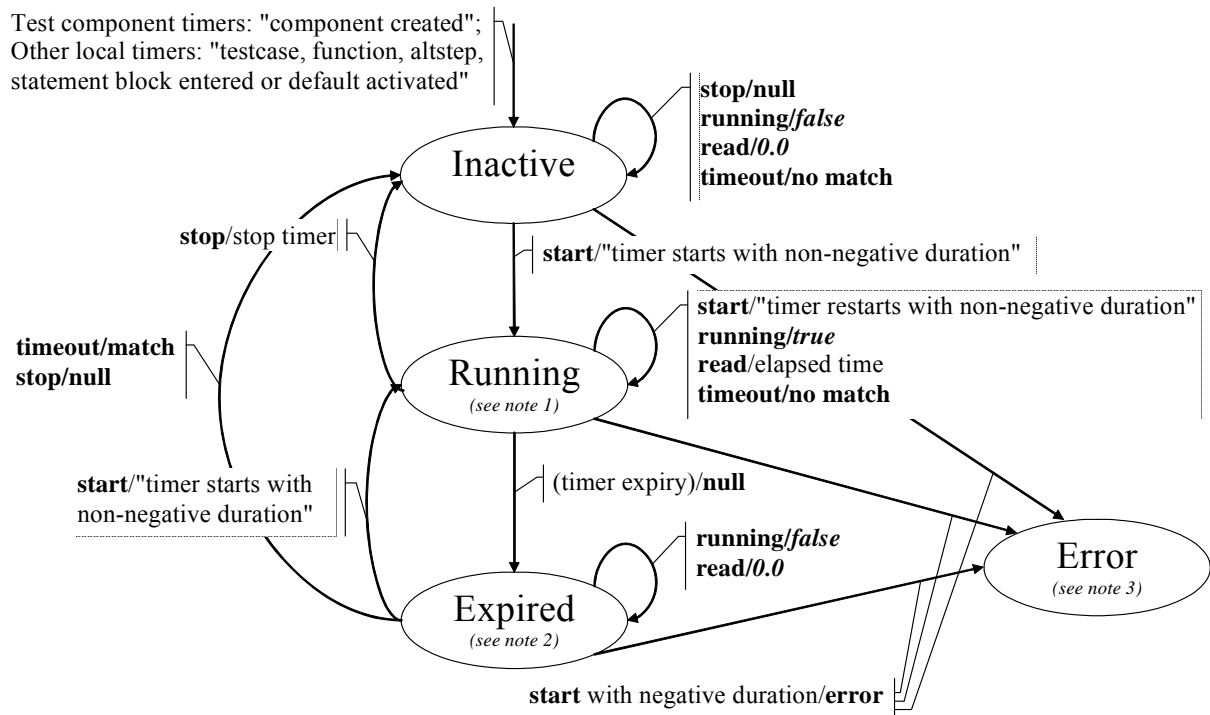 Test component timers: "component created";
Other local timers: "testcase, function, altstep,
statement block entered or default activated"
stop/null
running/false
read/0.0
timeout/no match
Inactive
stop/stop timer
start/"timer starts with non-negative duration"
start/"timer restarts with non-negative duration"
running/true
read/elapsed time
timeout/no match
timeout/match
stop/null
Running
(see note 1)
start/"timer starts with
non-negative duration"
(timer expiry)/null
running/false
read/0.0
Expired
(see note 2)
Error
(see note 3)
start with negative duration/error